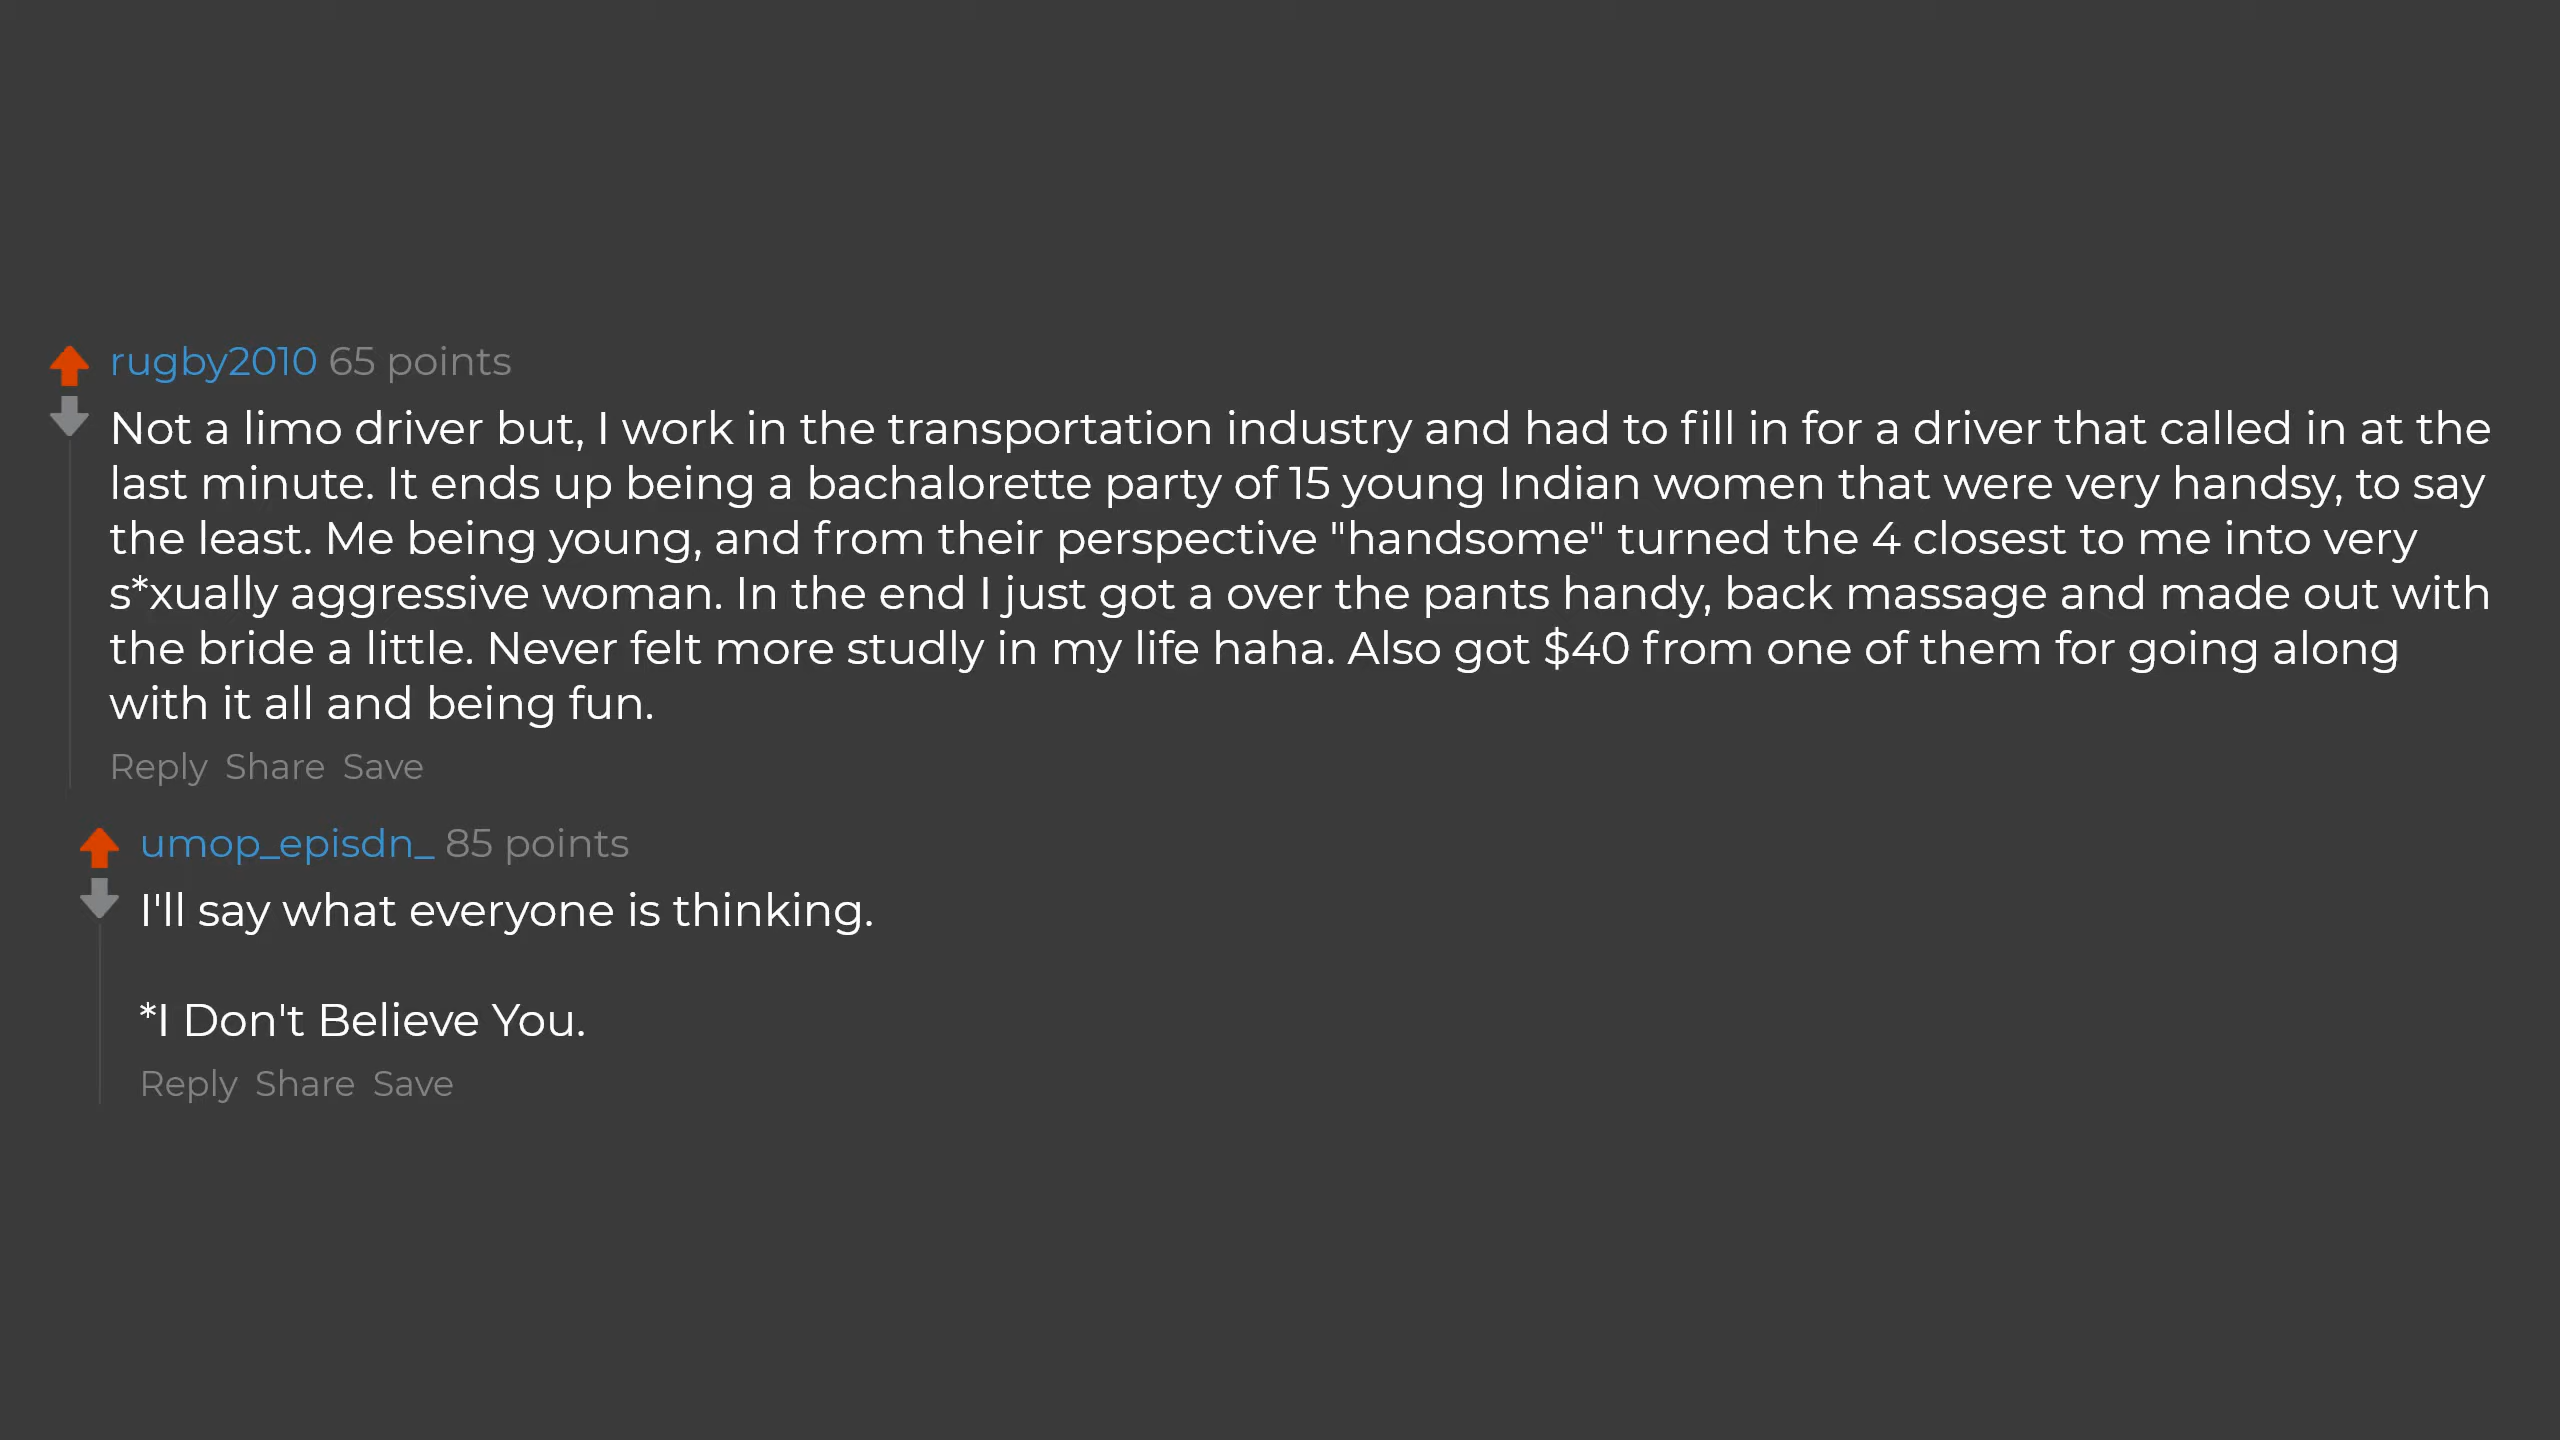 rugby2010 65 points
Not a limo driver but, I work in the transportation industry and had to fill in for a driver that called in at the
last minute. It ends up being a bachalorette party of 15 young Indian women that were very handsy, to say
the least. Me being young, and from their perspective "handsome" turned the 4 closest to me into very
s*xually aggressive woman. In the end I just got a over the pants handy, back massage and made out with
the bride a little. Never felt more studly in my life haha. Also got $40 from one of them for going along
with it all and being fun.
Reply Share Save
umop_episdn_ 85 points
I'll say what everyone is thinking.
*I Don't Believe You.
Reply Share Save